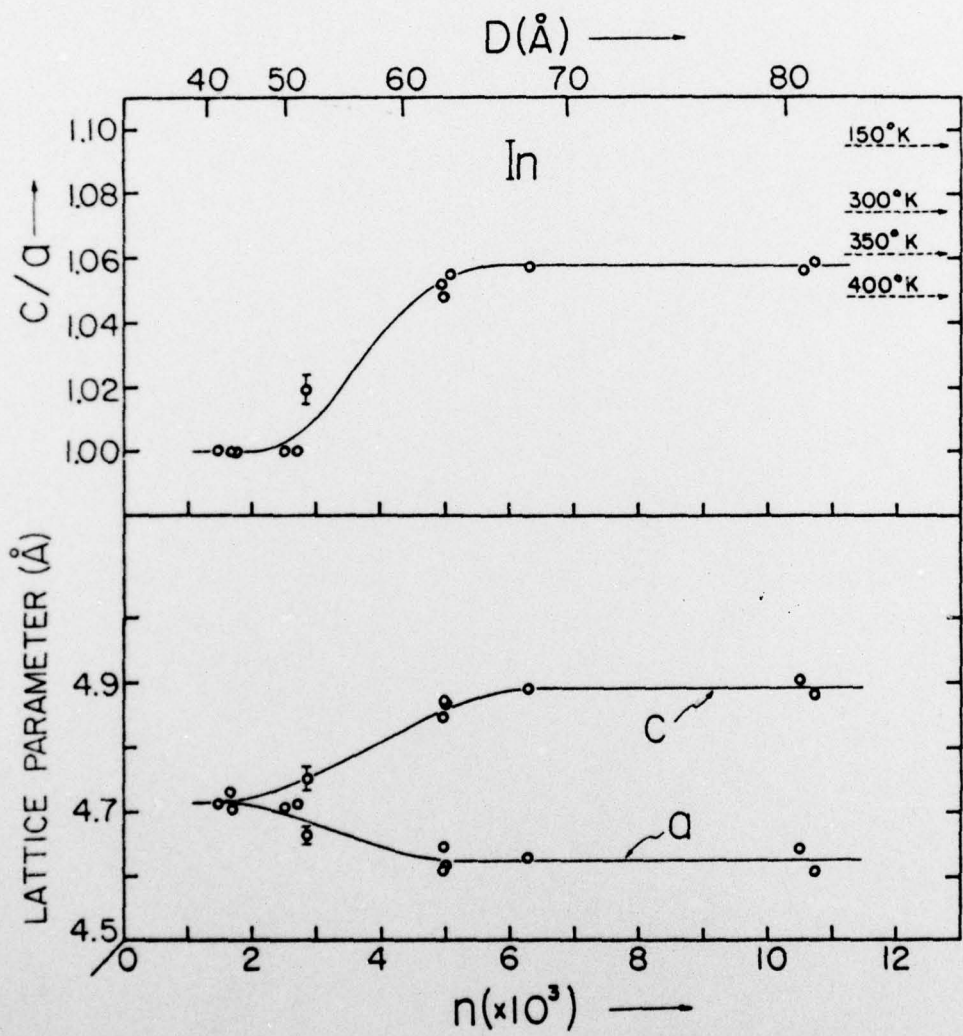 D(Å)
40 50 60 70 80
In
C/a
1.10
1.08
1.06
1.04
1.02
1.00
150°K
300°K
350°K
400°K
LATTICE PARAMETER (Å)
4.9
4.7
4.5
C
a
0 2 4 6 8 10 12
n(×10³)